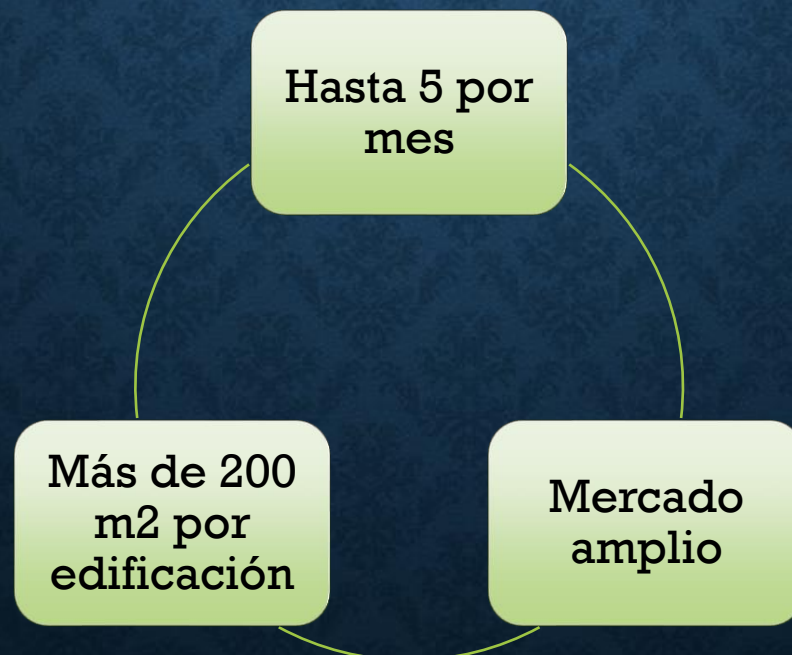 Hasta 5 por
mes
Más de 200
m2 por
edificación
Mercado
amplio